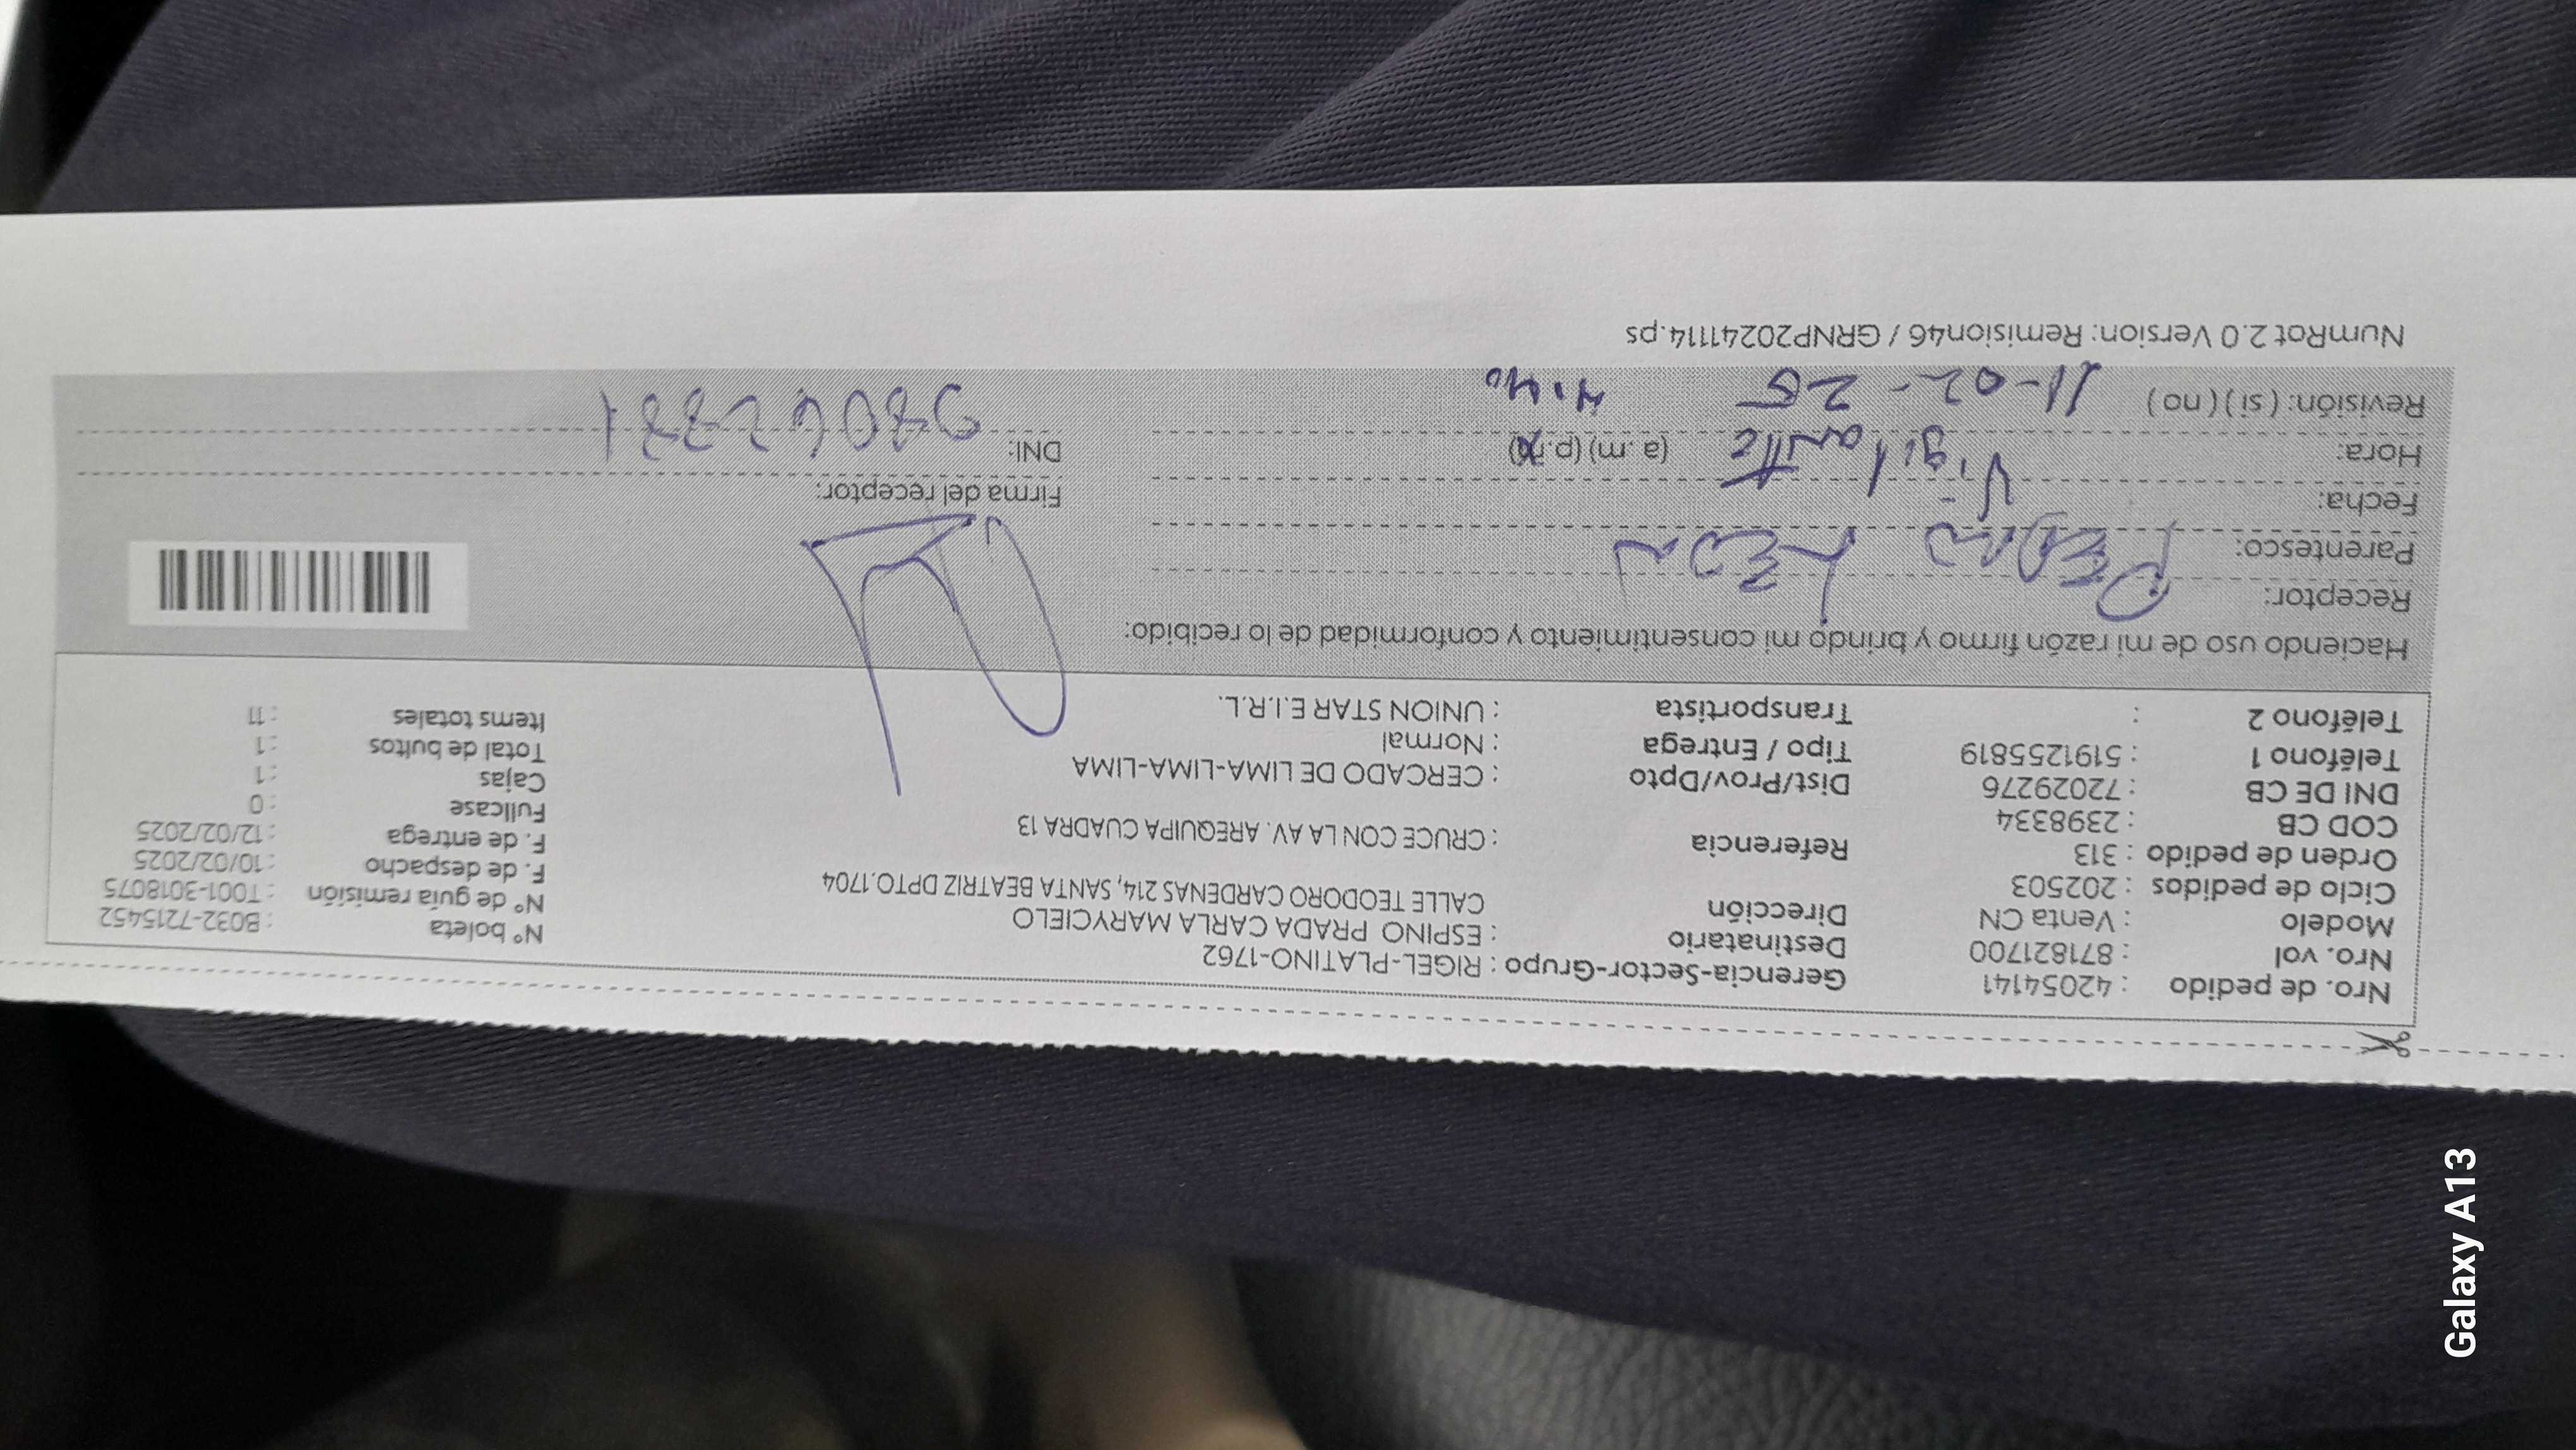 Nro. de pedido : 42054141
Nro. vol : 871821700
Modelo : Venta CN
Ciclo de pedidos : 202503
Orden de pedido : 313
COD CB : 2398334
DNI DE CB : 72029276
Teléfono 1 : 5191255819
Teléfono 2 :
Gerencia-Sector-Grupo : RIGEL-PLATINO-1762
Destinatario : ESPINO PRADA CARLA MARYCIELO
Dirección CALLE TEODORO CARDENAS 214, SANTA BEATRIZ DPTO.1704
Referencia : CRUCE CON LA AV. AREQUIPA CUADRA 13
Dist/Prov/Dpto : CERCADO DE LIMA-LIMA-LIMA
Tipo / Entrega : Normal
Transportista : UNION STAR E.I.R.L.
N° boleta : B032-7215452
N° de guía remisión : T001-3018075
F. de despacho : 10/02/2025
F. de entrega : 12/02/2025
Fullcase : 0
Cajas : 1
Total de bultos : 1
Items totales : 11
Haciendo uso de mi razón firmo y brindo mi consentimiento y conformidad de lo recibido:
Receptor: PEDRO LEON
Parentesco:
Fecha: Vigilante
Hora: (a.m) (p.m)
Revisión: ( si ) ( no ) 11-02-25
Firma del receptor:
DNI:
NumRot 2.0 Version: Remision46 / GRNP20241114.ps
Galaxy A13